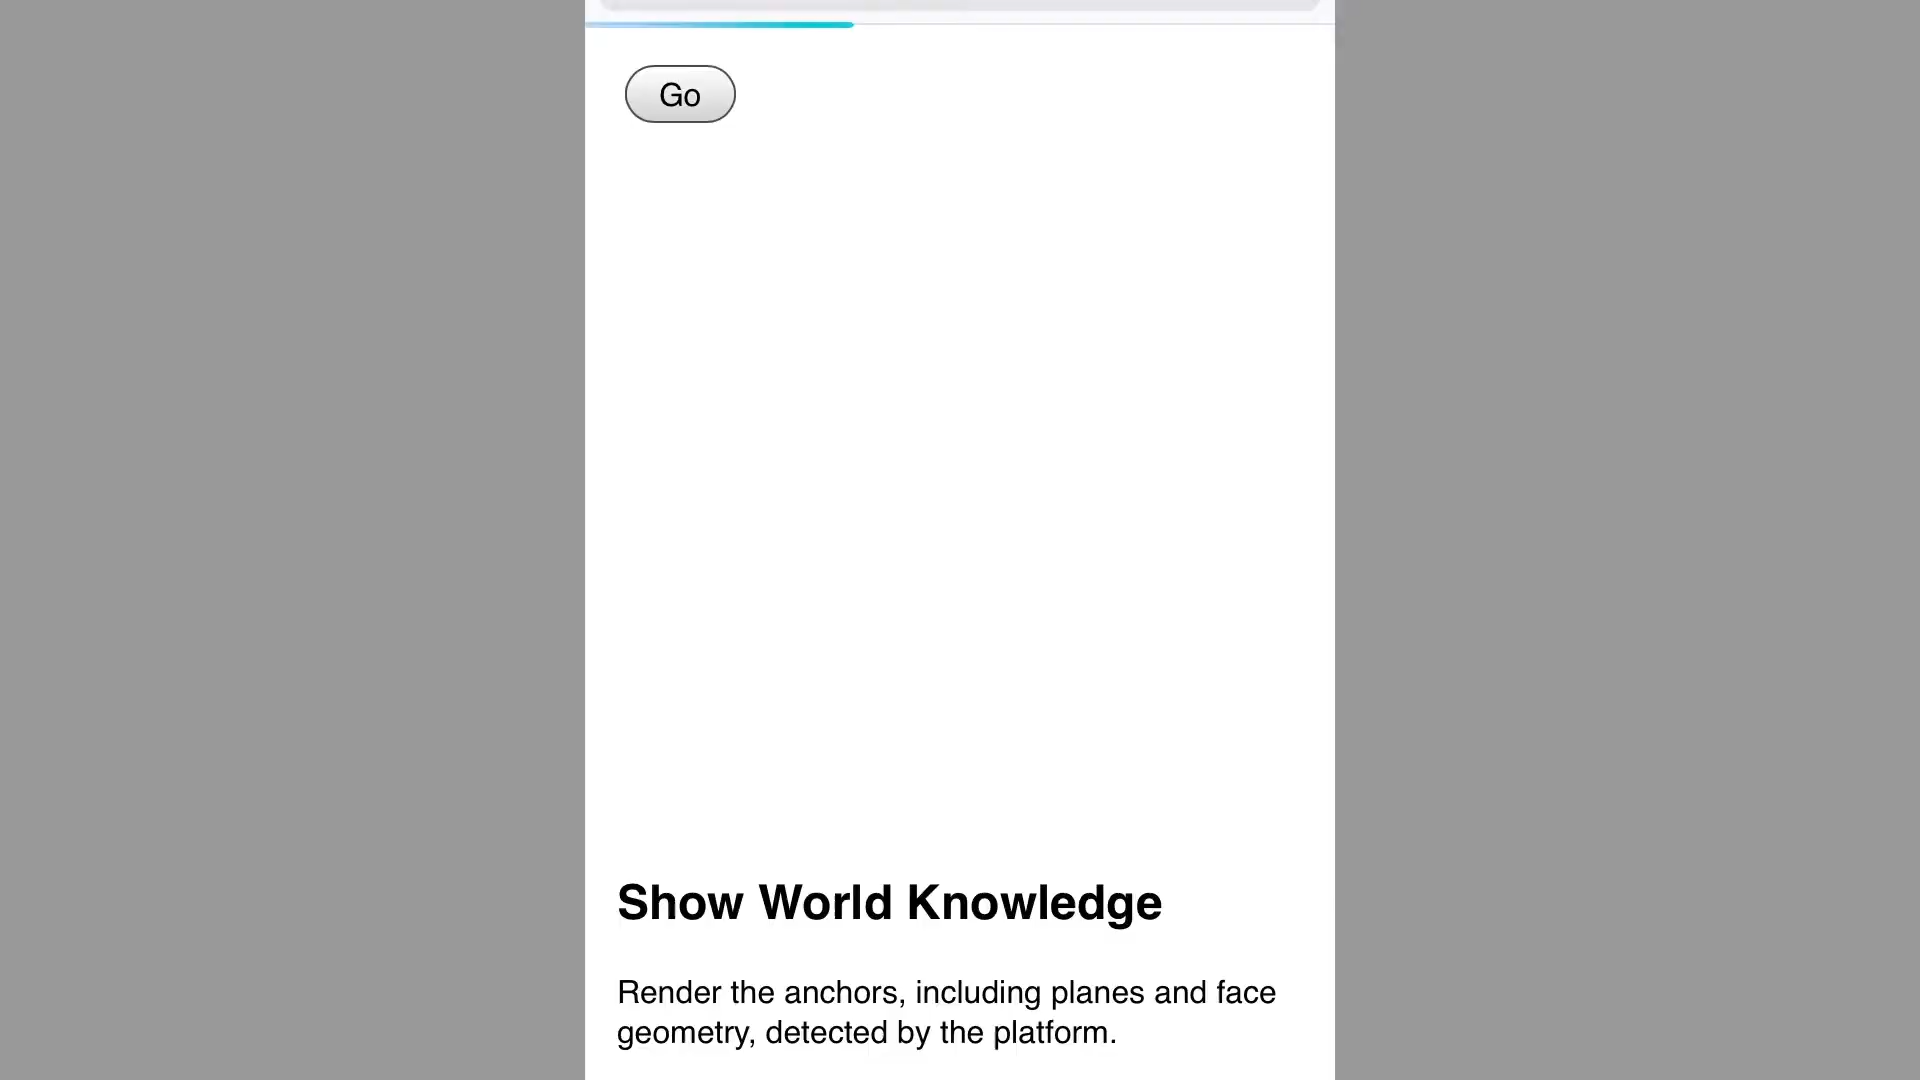 Go
Show World Knowledge
Render the anchors, including planes and face
geometry, detected by the platform.